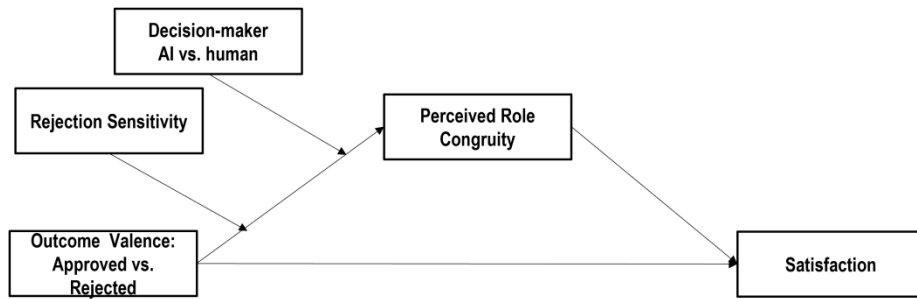 Decision-maker
AI vs. human
Rejection Sensitivity
Perceived Role
Congruity
Outcome Valence:
Approved vs.
Rejected
Satisfaction